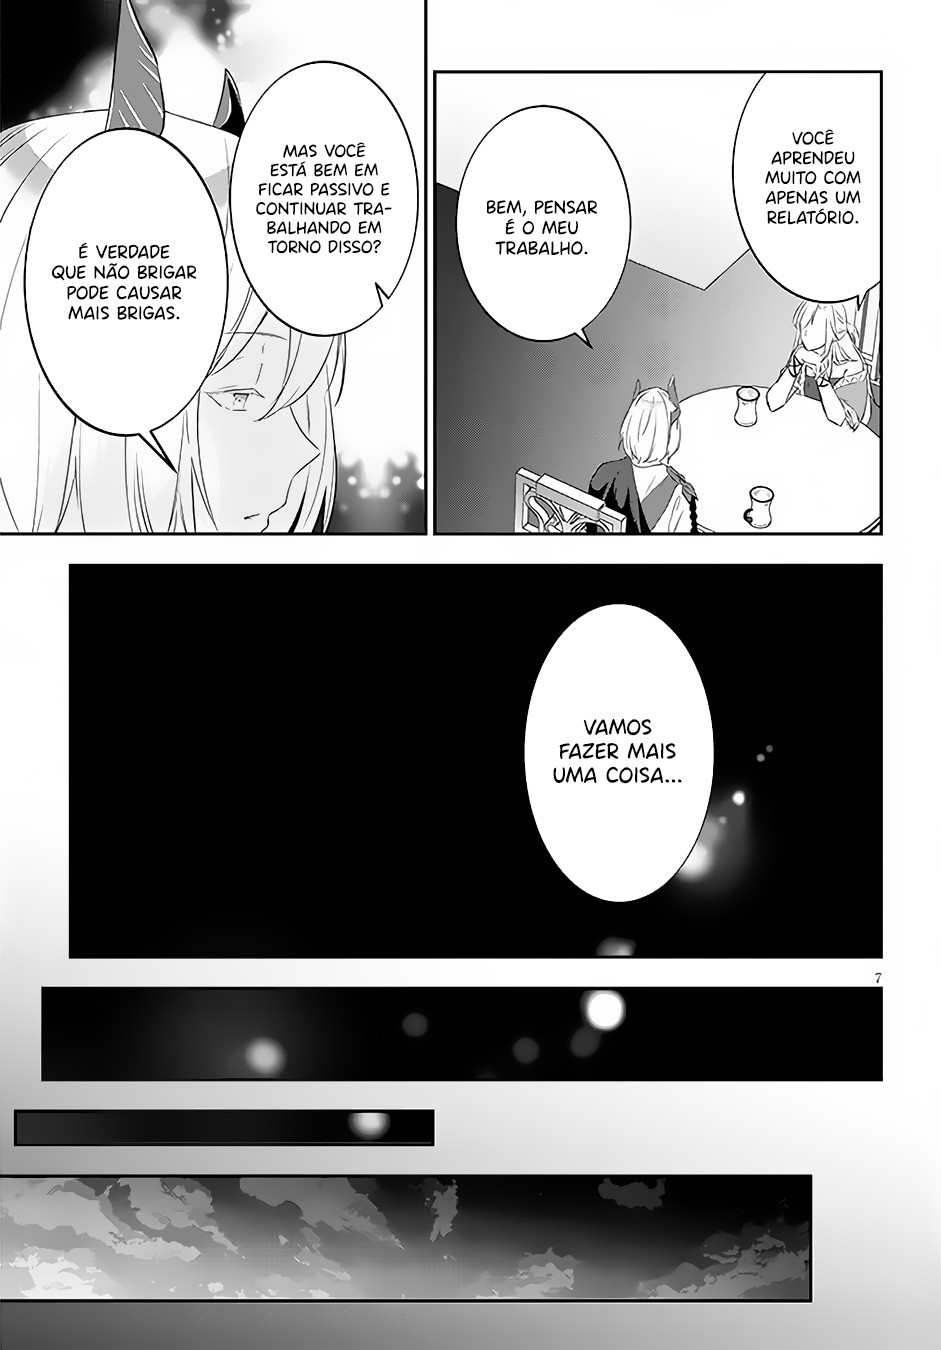 VOCÊ
APRENDEU
MUITO COM
APENAS UM
RELATÓRIO.
BEM, PENSAR
É O MEU
TRABALHO.
MAS VOCÊ
ESTÁ BEM EM
FICAR PASSIVO E
CONTINUAR TRA-
BALHANDO EM
TORNO DISSO?
É VERDADE
QUE NÃO BRIGAR
PODE CAUSAR
MAIS BRIGAS.
VAMOS
FAZER MAIS
UMA COISA...
7